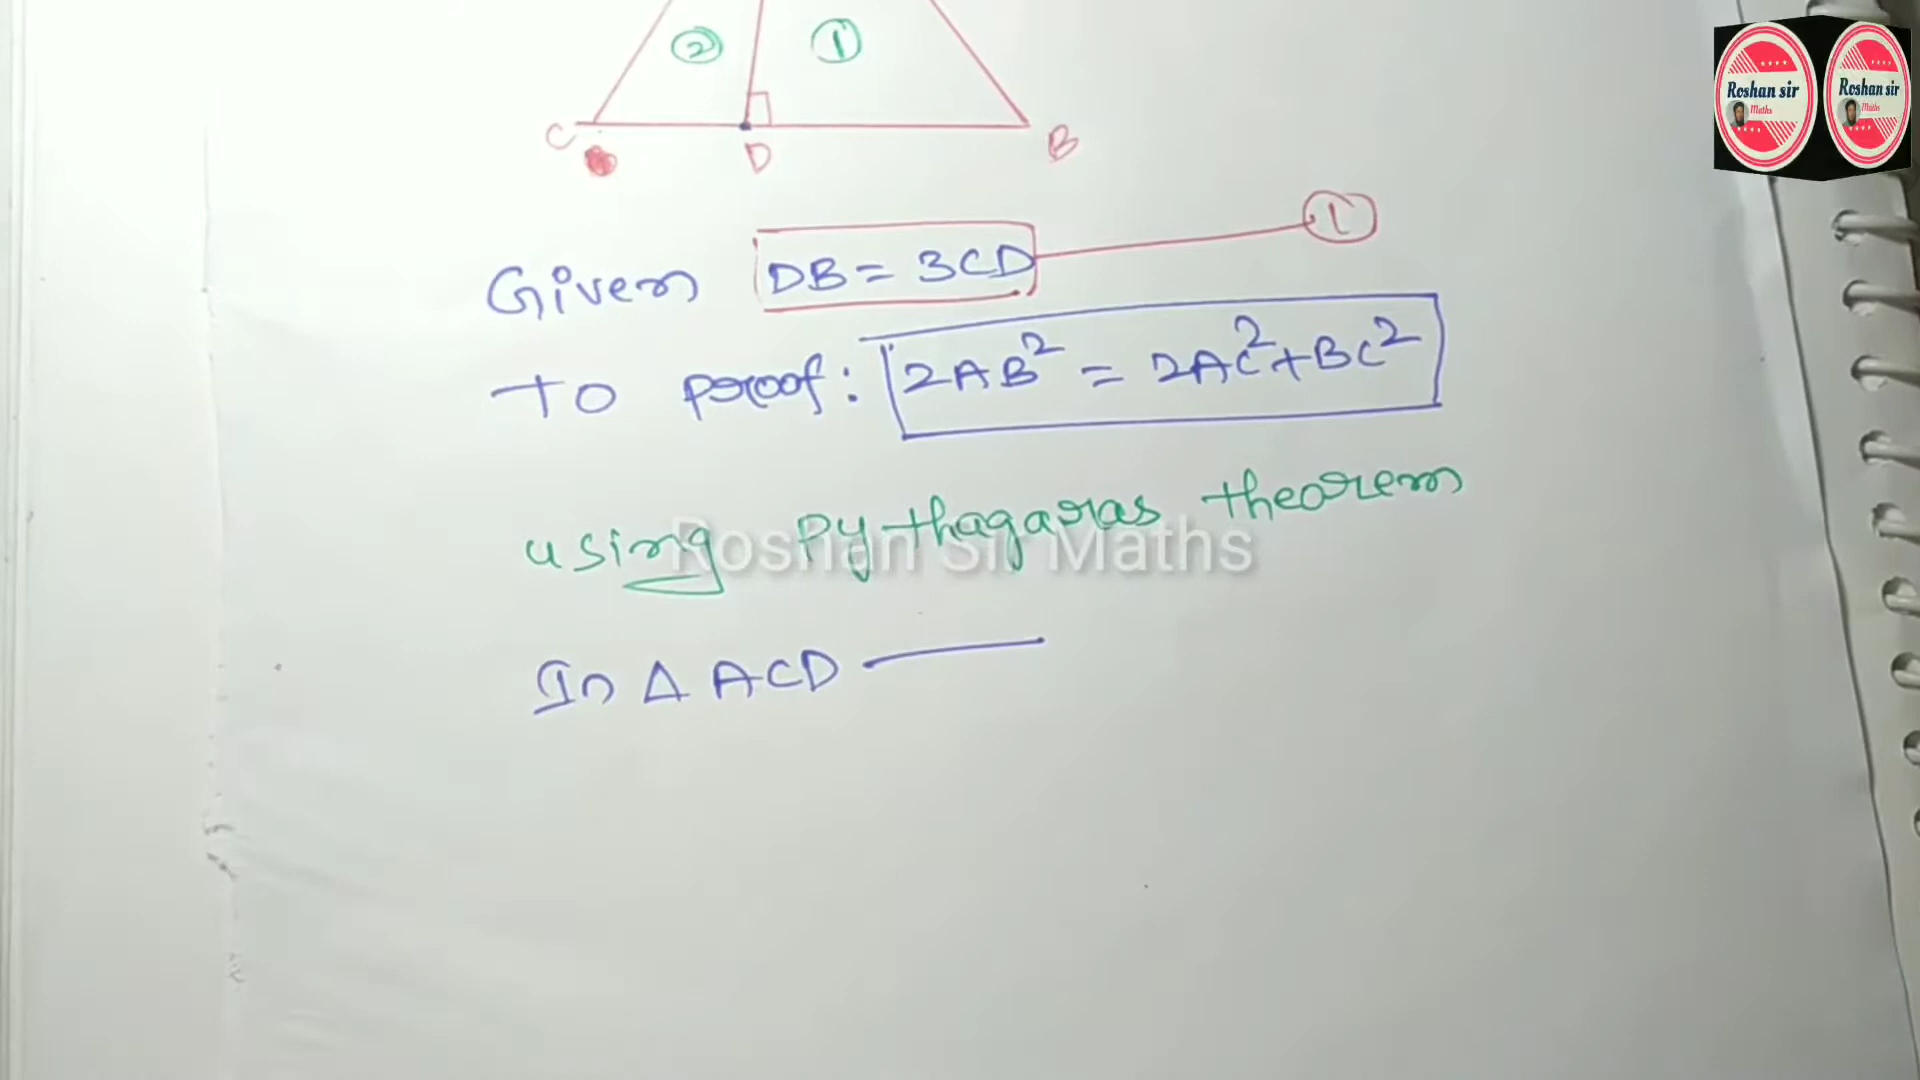 ② ①
C D B
①
Given DB = 3CD
To proof: 2AB² = 2AC² + BC²
using pythagaras theorem
Roshan Sir Maths
In Δ ACD
Roshan sir Maths
Roshan sir Maths